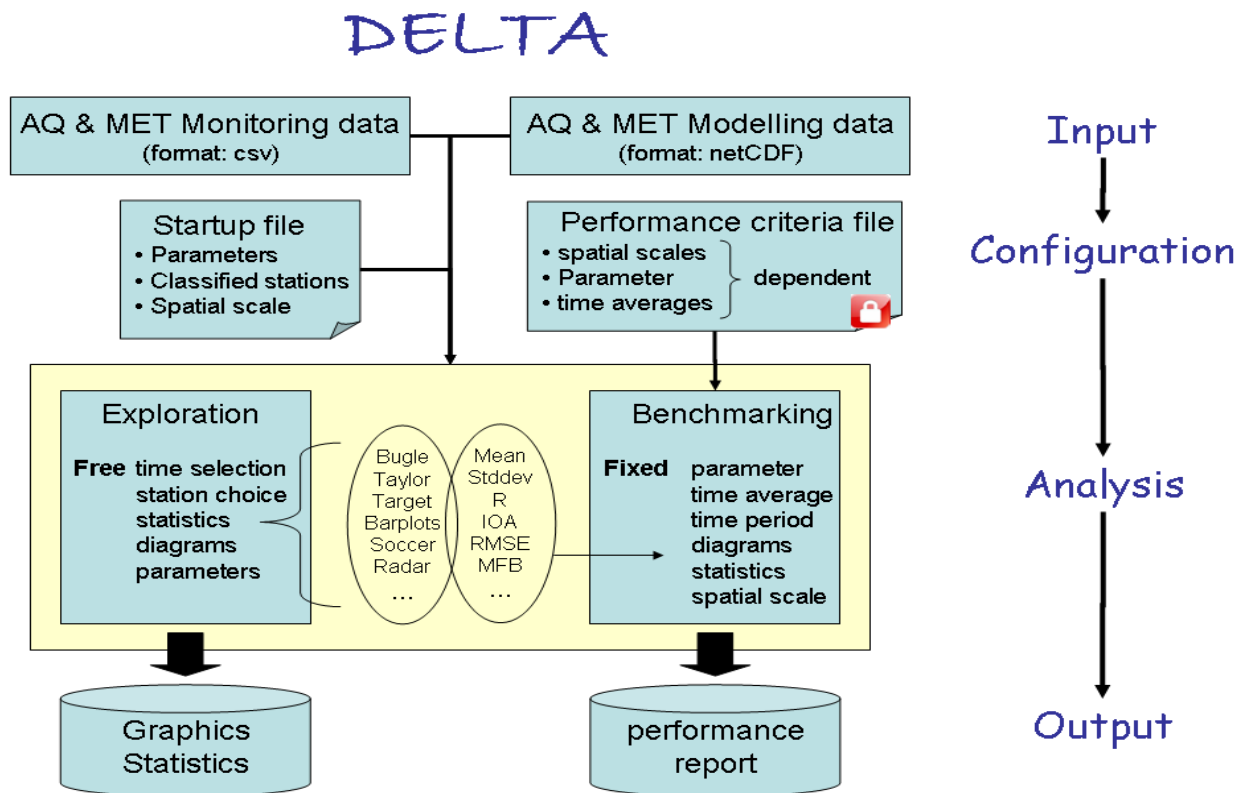 DELTA
AQ & MET Monitoring data
(format: csv)
AQ & MET Modelling data
(format: netCDF)
Input
Startup file
• Parameters
• Classified stations
• Spatial scale
Performance criteria file
• spatial scales
• Parameter
• time averages
dependent
Configuration
Exploration
Free time selection
station choice
statistics
diagrams
parameters
Bugle
Taylor
Target
Barplots
Soccer
Radar
...
Mean
Stddev
R
IOA
RMSE
MFB
...
Benchmarking
Fixed parameter
time average
time period
diagrams
statistics
spatial scale
Analysis
Graphics
Statistics
performance
report
Output